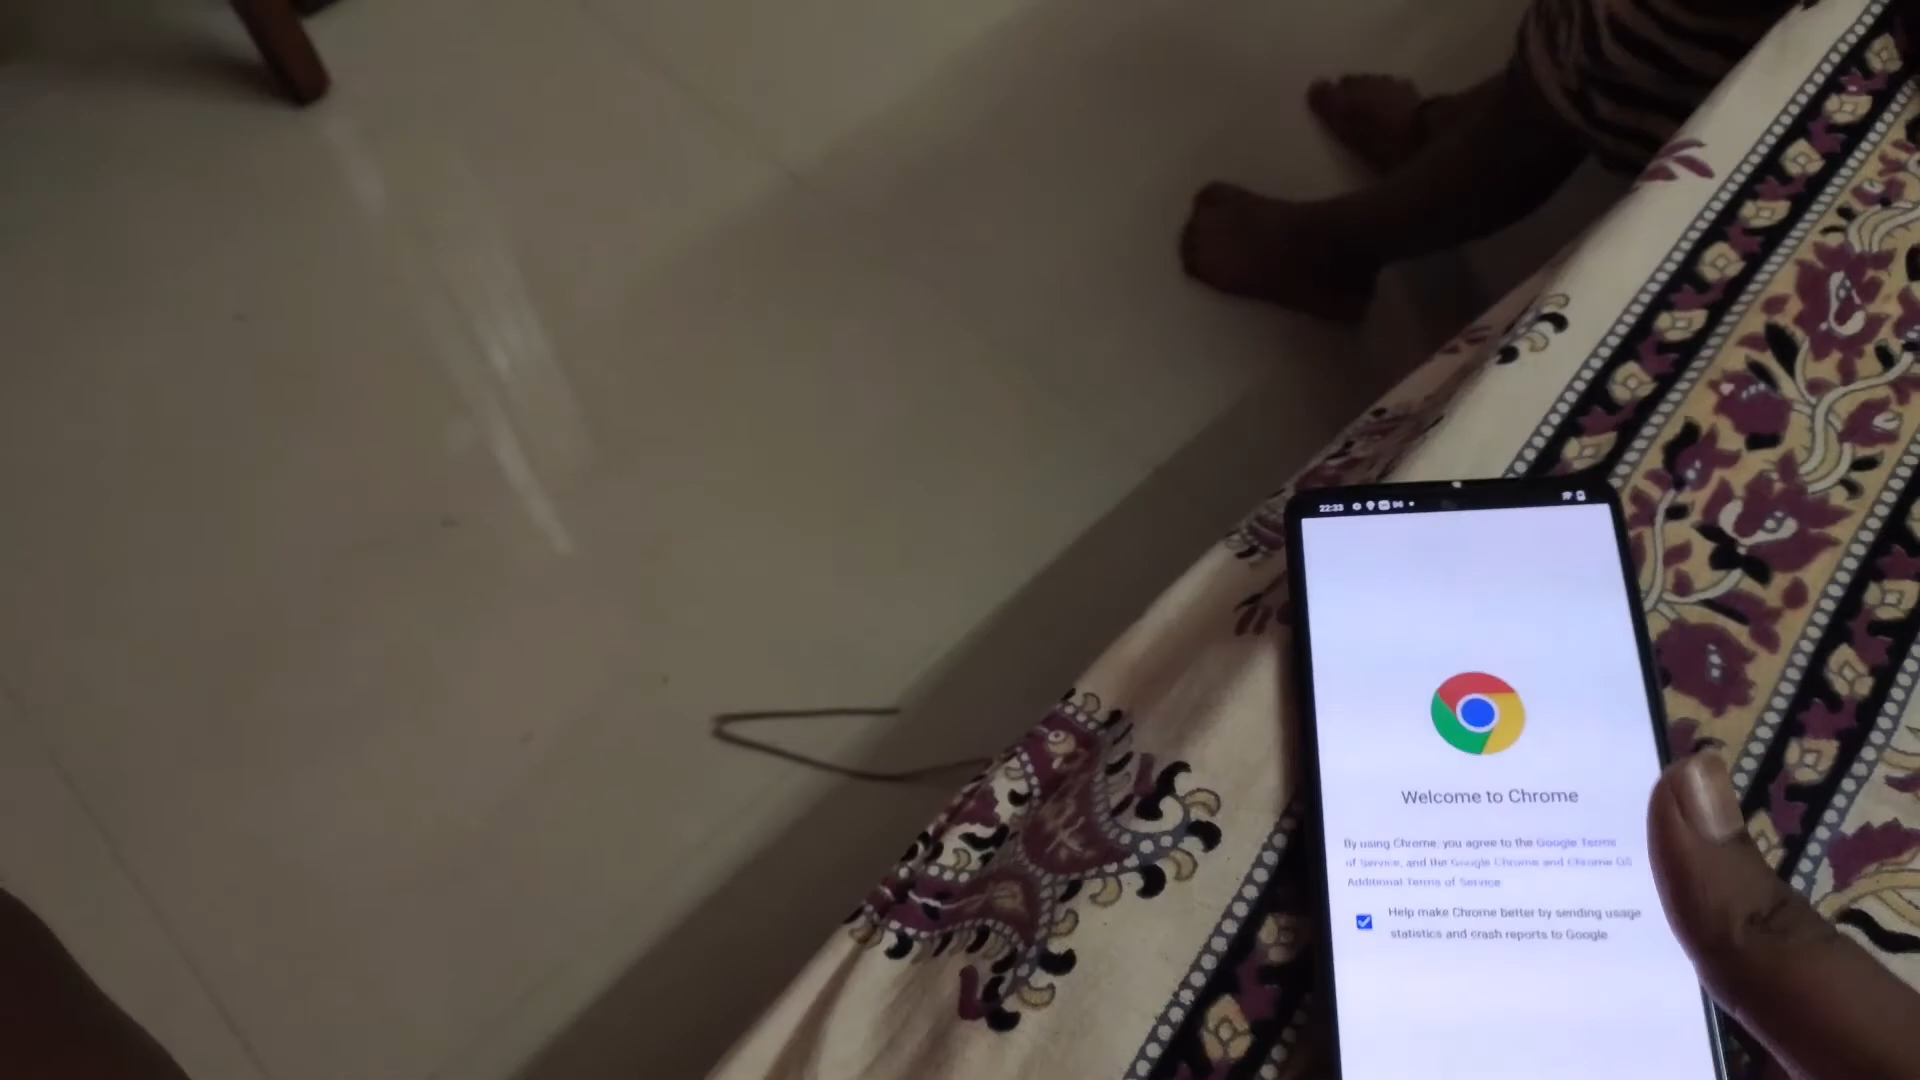 22:33
Welcome to Chrome
By using Chrome, you agree to the Google Terms
of Service, and the Google Chrome and Chrome OS
Additional Terms of Service
Help make Chrome better by sending usage
statistics and crash reports to Google.